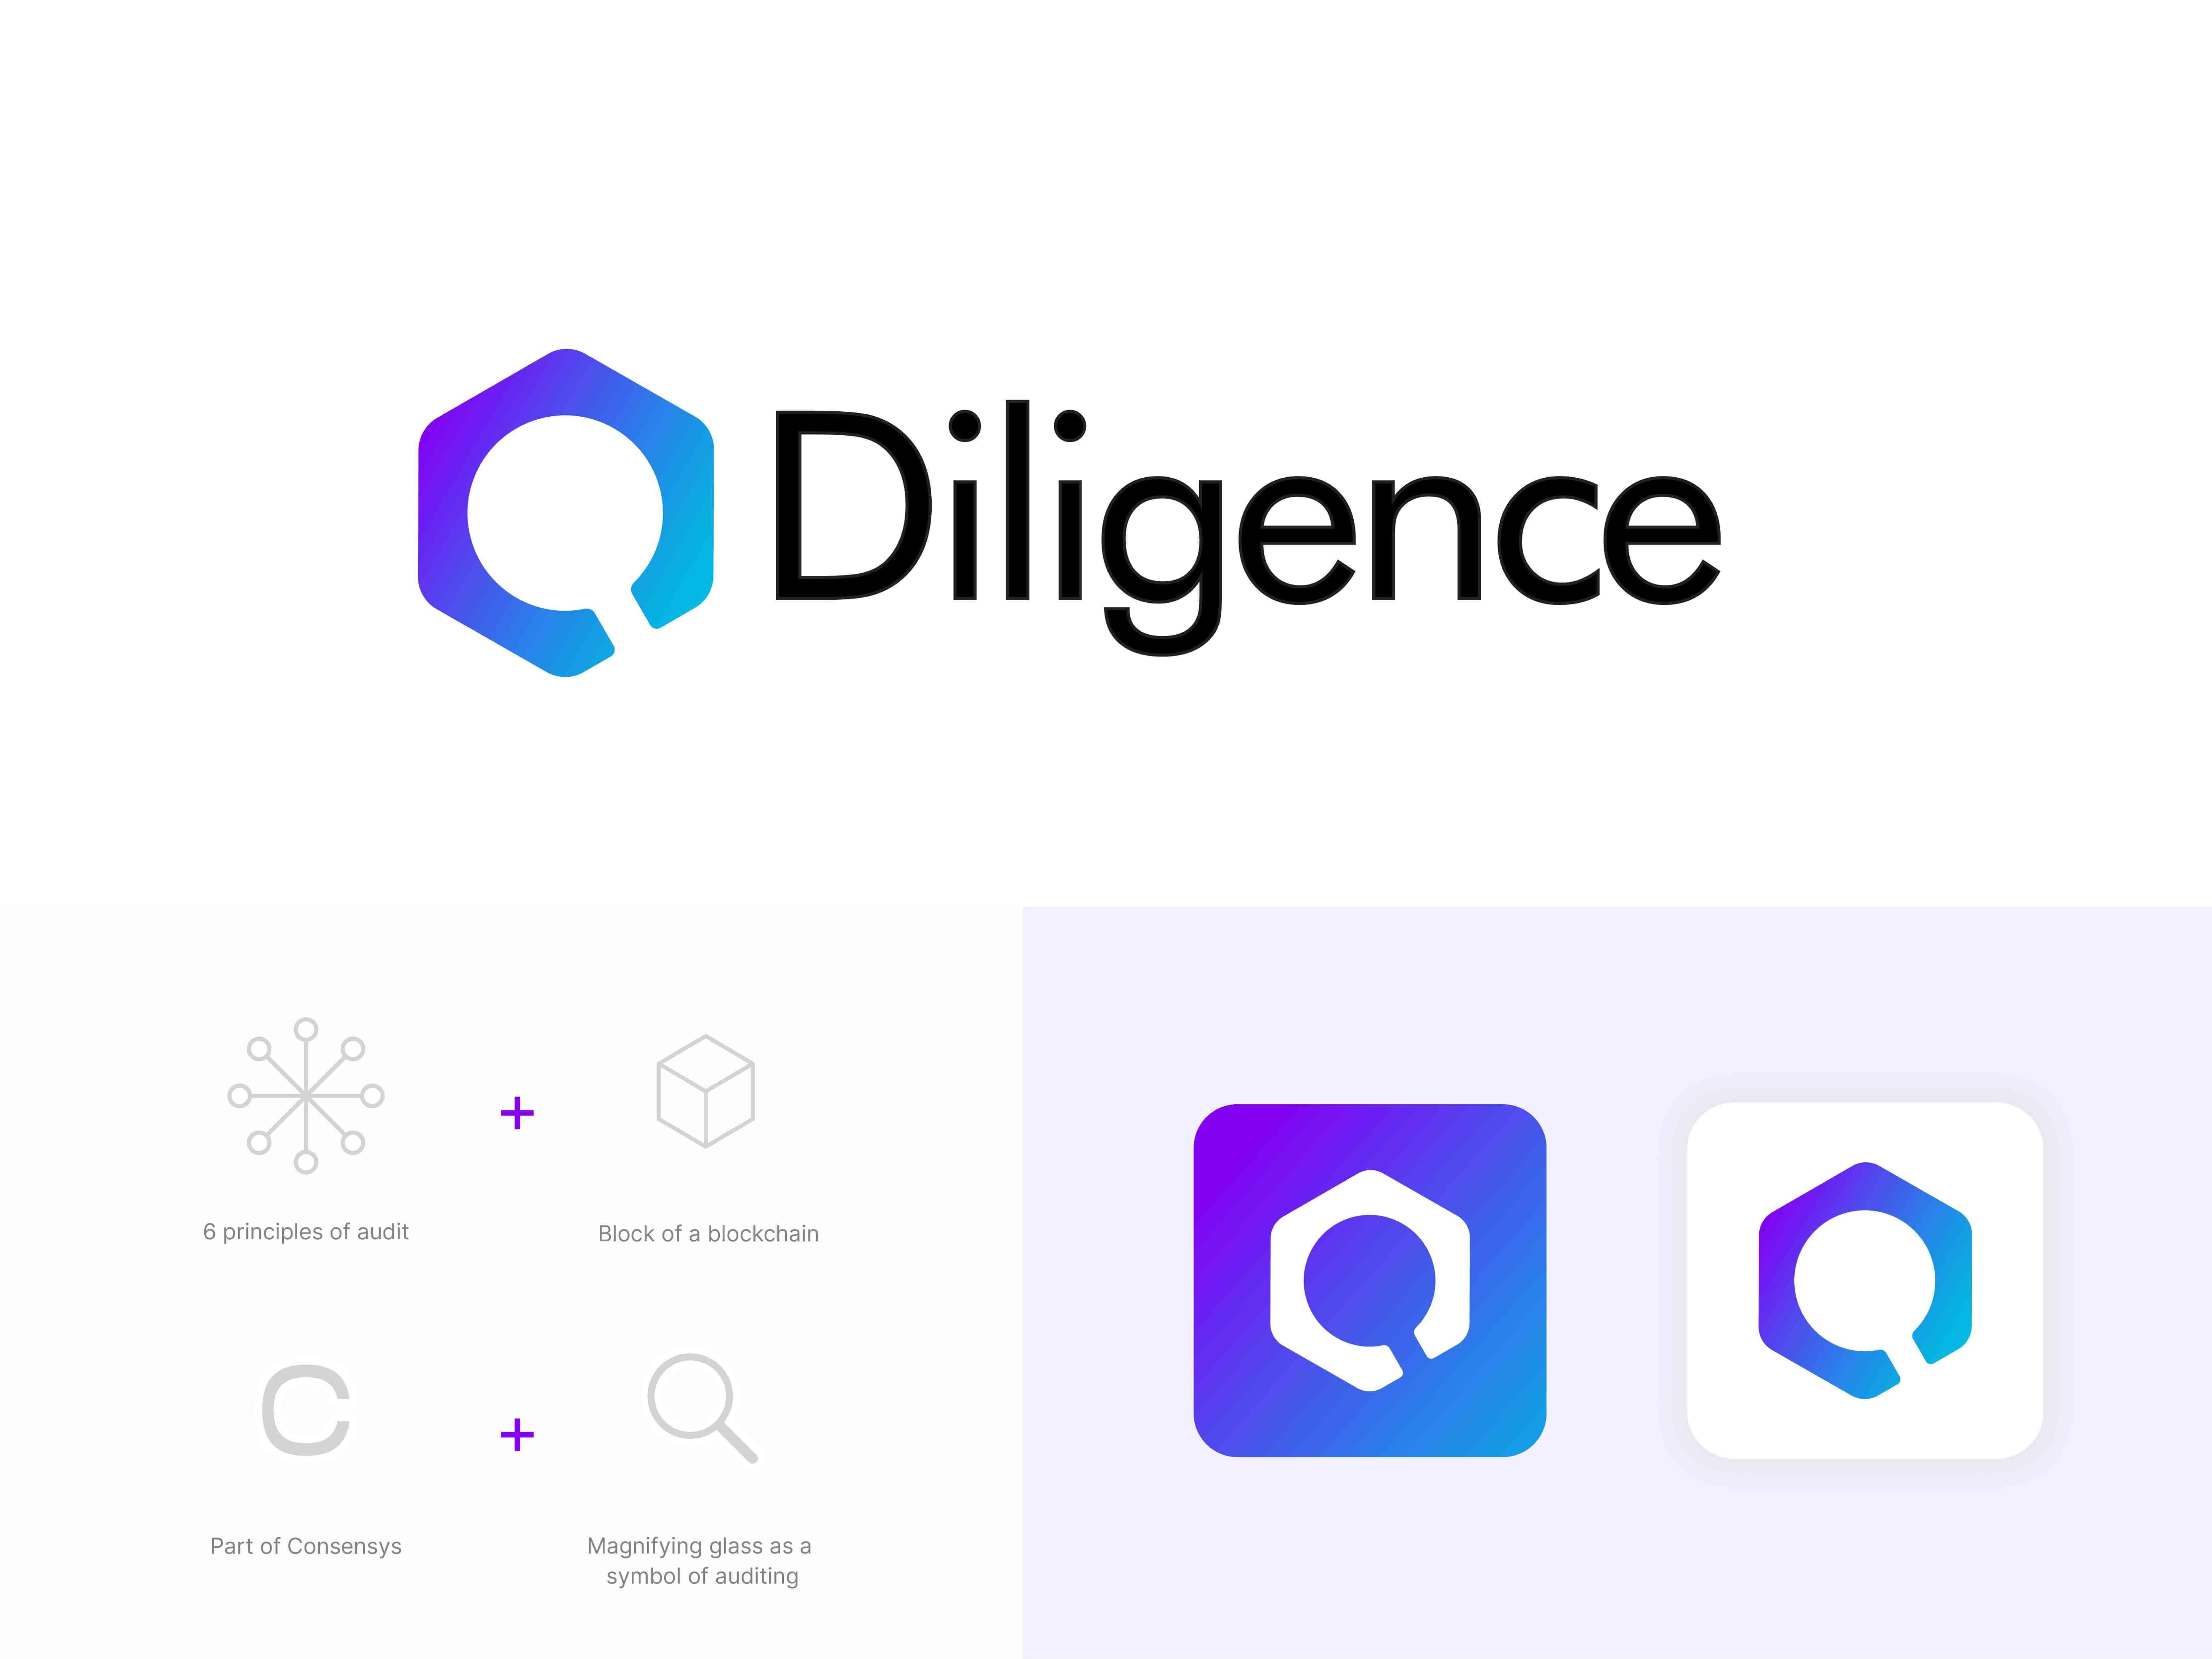 Diligence
6 principles of audit
+
Block of a blockchain
C
Part of Consensys
+
Magnifying glass as a
symbol of auditing